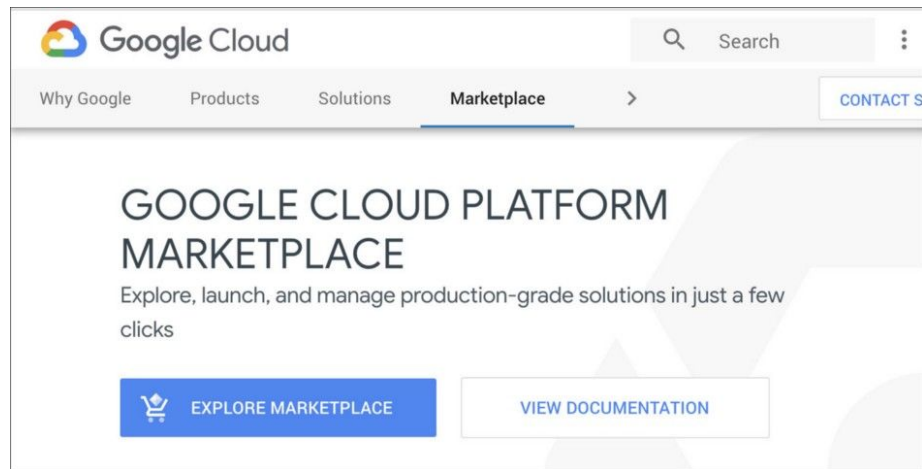 Google Cloud
Search
Why Google
Products
Solutions
Marketplace
CONTACT S
GOOGLE CLOUD PLATFORM
MARKETPLACE
Explore, launch, and manage production-grade solutions in just a few
clicks
EXPLORE MARKETPLACE
VIEW DOCUMENTATION